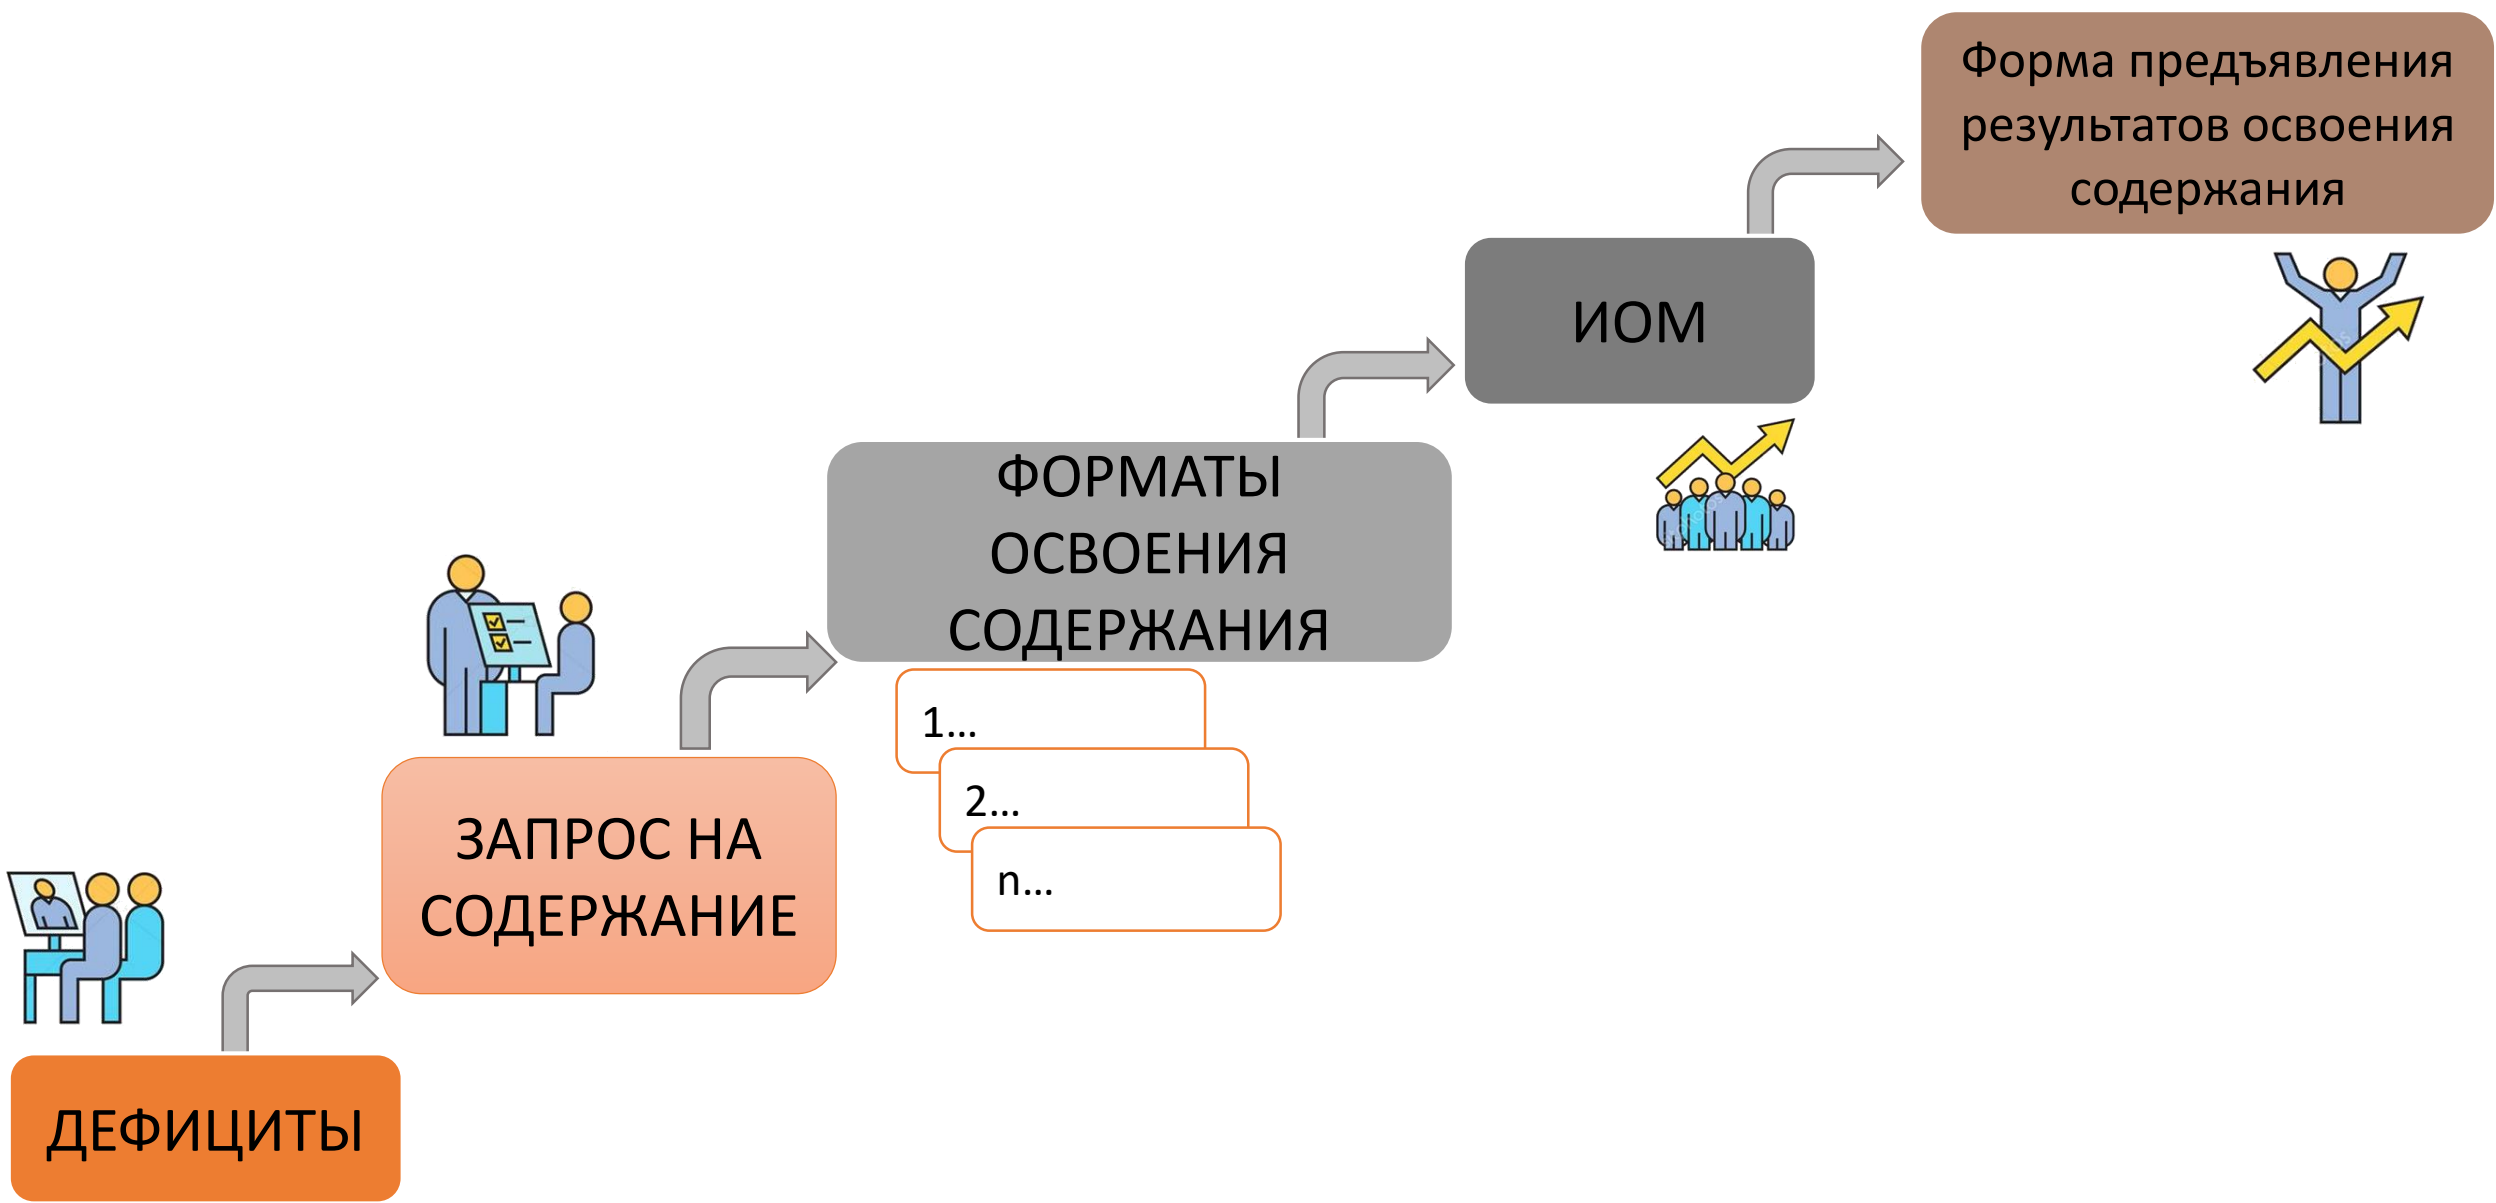 Форма предъявления
результатов освоения
содержания
ИОМ
ФОРМАТЫ
ОСВОЕНИЯ
СОДЕРЖАНИЯ
1...
2...
n...
ЗАПРОС НА
СОДЕРЖАНИЕ
ДЕФИЦИТЫ